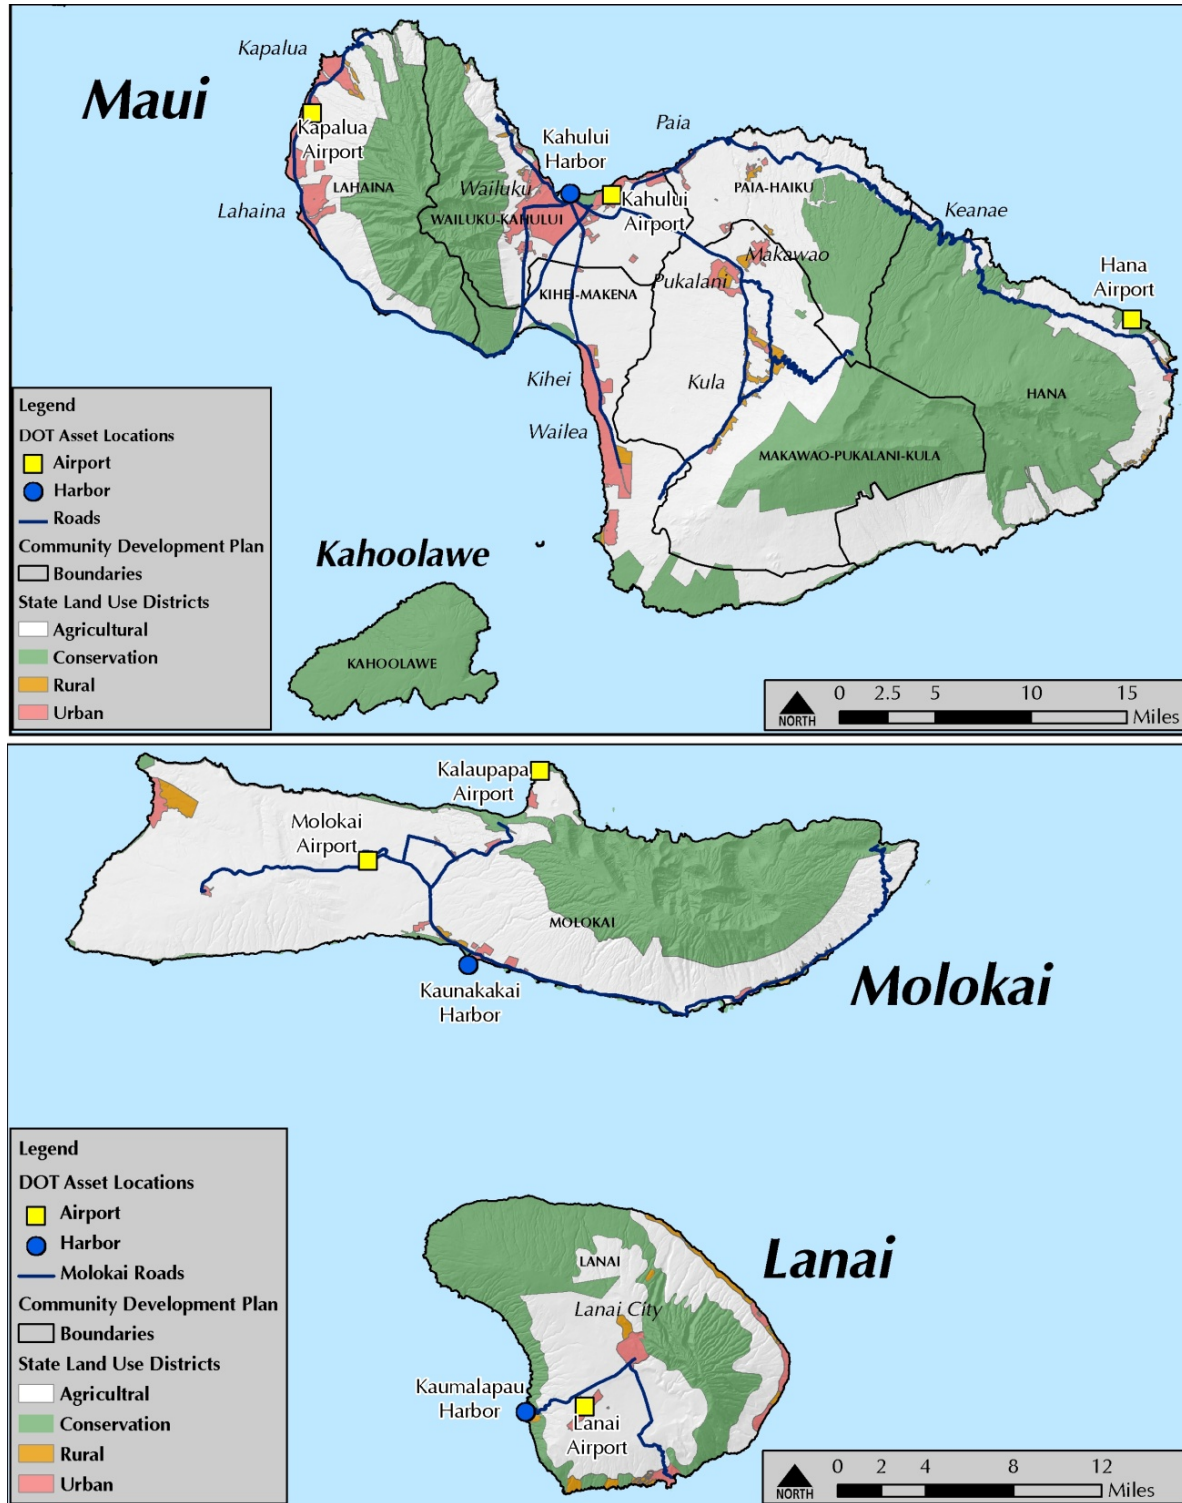 Maui
Kapalua
Kapalua
Airport
Lahaina
LAHAINA
Kahului
Harbor
Wailuku
WAILUKU-KAHULUI
Kahului
Airport
Paia
PAIA-HAIKU
Keanae
Hana
Airport
Makawao
Pukalani
KIHEI-MAKENA
Kihei
Kula
Wailea
HANA
MAKAWAO-PUKALANI-KULA
Kahoolawe
KAHOOLAWE
Legend
DOT Asset Locations
Airport
Harbor
Roads
Community Development Plan
Boundaries
State Land Use Districts
Agricultural
Conservation
Rural
Urban
NORTH
0 2.5 5 10 15
Miles
Kalaupapa
Airport
Molokai
Airport
MOLOKAI
Kaunakakai
Harbor
Molokai
Legend
DOT Asset Locations
Airport
Harbor
Molokai Roads
Community Development Plan
Boundaries
State Land Use Districts
Agricultral
Conservation
Rural
Urban
Lanai
LANAI
Lanai City
Kaumalapau
Harbor
Lanai
Airport
NORTH
0 2 4 8 12
Miles